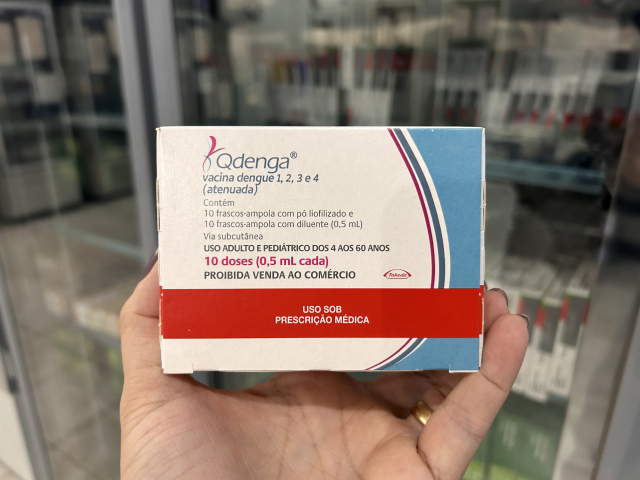 Qdenga®
vacina dengue 1, 2, 3 e 4
(atenuada)
Contém
10 frascos-ampola com pó liofilizado e
10 frascos-ampola com diluente (0,5 mL)
Via subcutânea
USO ADULTO E PEDIÁTRICO DOS 4 AOS 60 ANOS
10 doses (0,5 mL cada)
PROIBIDA VENDA AO COMÉRCIO
Takeda
USO SOB
PRESCRIÇÃO MÉDICA